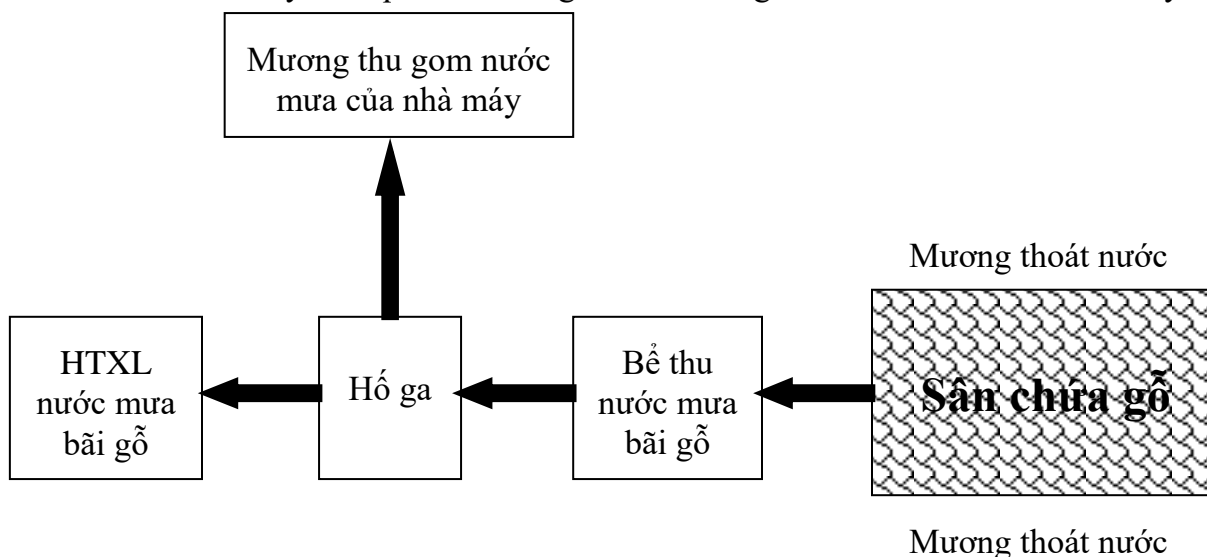 Mương thu gom nước
mưa của nhà máy
Mương thoát nước
HTXL
nước mưa
bãi gỗ
Hố ga
Bể thu
nước mưa
bãi gỗ
Sân chứa gỗ
Mương thoát nước